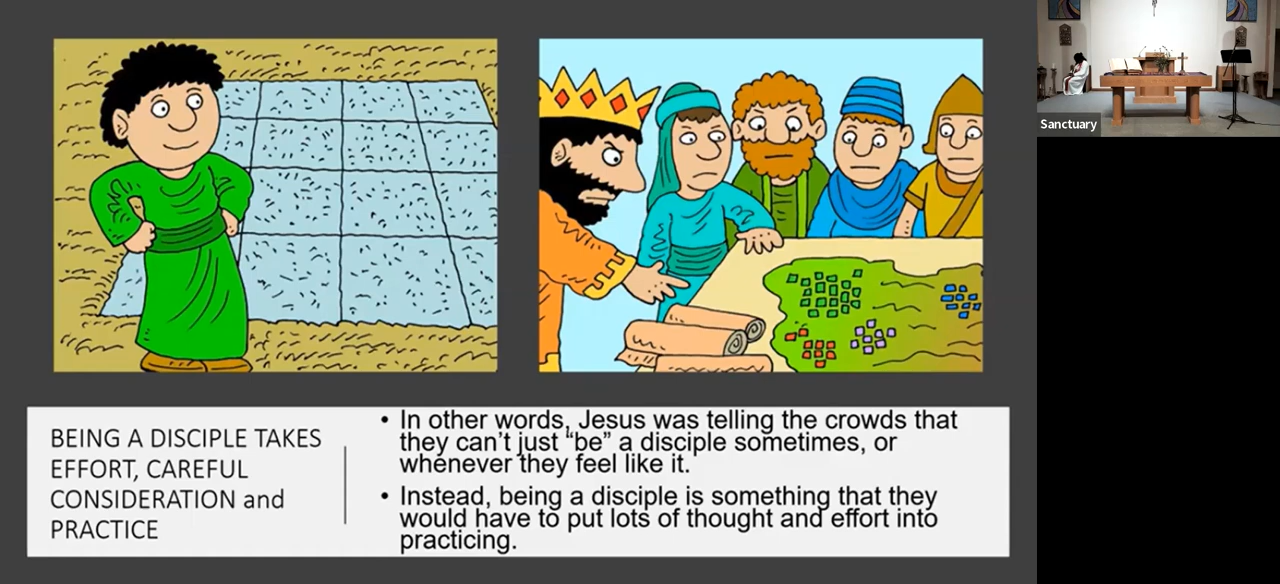 BEING A DISCIPLE TAKES
EFFORT, CAREFUL
CONSIDERATION and
PRACTICE
• In other words, Jesus was telling the crowds that
they can’t just “be” a disciple sometimes, or
whenever they feel like it.
• Instead, being a disciple is something that they
would have to put lots of thought and effort into
practicing.
Sanctuary